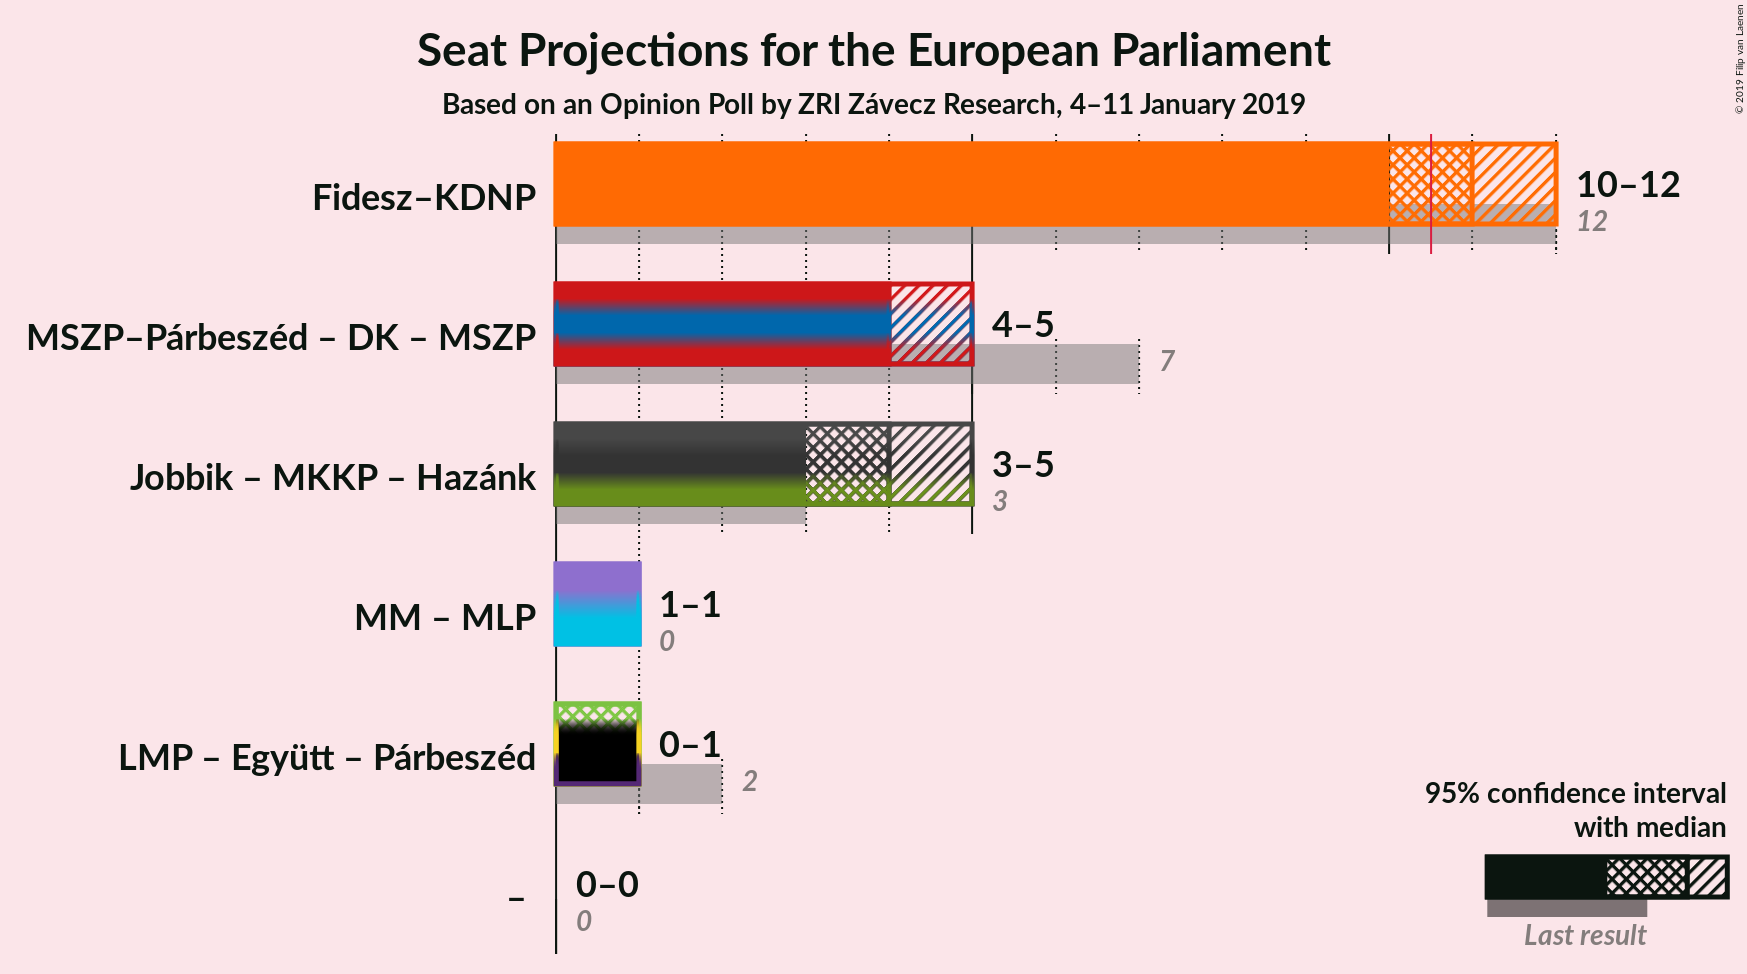 Seat Projections for the European Parliament
Based on an Opinion Poll by ZRI Závecz Research, 4–11 January 2019
© 2019 Filip van Laenen
Fidesz–KDNP
10–12
12
MSZP–Párbeszéd – DK – MSZP
4–5
7
Jobbik – MKKP – Hazánk
3–5
3
MM – MLP
1–1
0
LMP – Együtt – Párbeszéd
0–1
2
–
0–0
0
95% confidence interval
with median
Last result